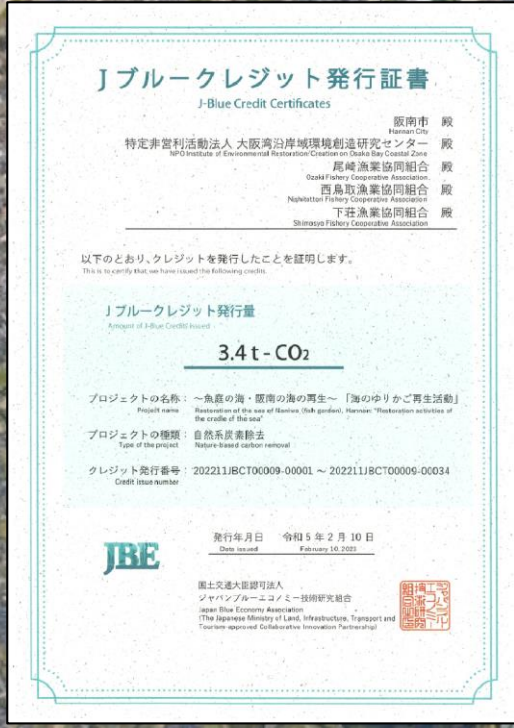 Jブルークレジット発行証書
J-Blue Credit Certificates
阪南市 殿
Hannan City
特定非営利活動法人 大阪湾沿岸域環境創造研究センター 殿
NPO Institute of Environmental Restoration/Creation on Osaka Bay Coastal Zone
尾崎漁業協同組合 殿
Ozaki Fishery Cooperative Association
西鳥取漁業協同組合 殿
Nishitottori Fishery Cooperative Association
下荘漁業協同組合 殿
Shimosyo Fishery Cooperative Association
以下のとおり、クレジットを発行したことを証明します。
This is to certify that we have issued the following credits.
Jブルークレジット発行量
Amount of J-Blue Credits issued
3.4 t - CO2
プロジェクトの名称： ～魚庭の海・阪南の海の再生～ 「海のゆりかご再生活動」
Project name Restoration of the sea of Naniwa (fish garden), Hannan: "Restoration activities of
the cradle of the sea"
プロジェクトの種類： 自然系炭素除去
Type of the project Nature-based carbon removal
クレジット発行番号： 202211JBCT00009-00001 ～ 202211JBCT00009-00034
Credit issue number
JBE
発行年月日 令和5年2月10日
Date issued February 10, 2023
国土交通大臣認可法人
ジャパンブルーエコノミー技術研究組合
Japan Blue Economy Association
(The Japanese Ministry of Land, Infrastructure, Transport and
Tourism-approved Collaborative Innovation Partnership)